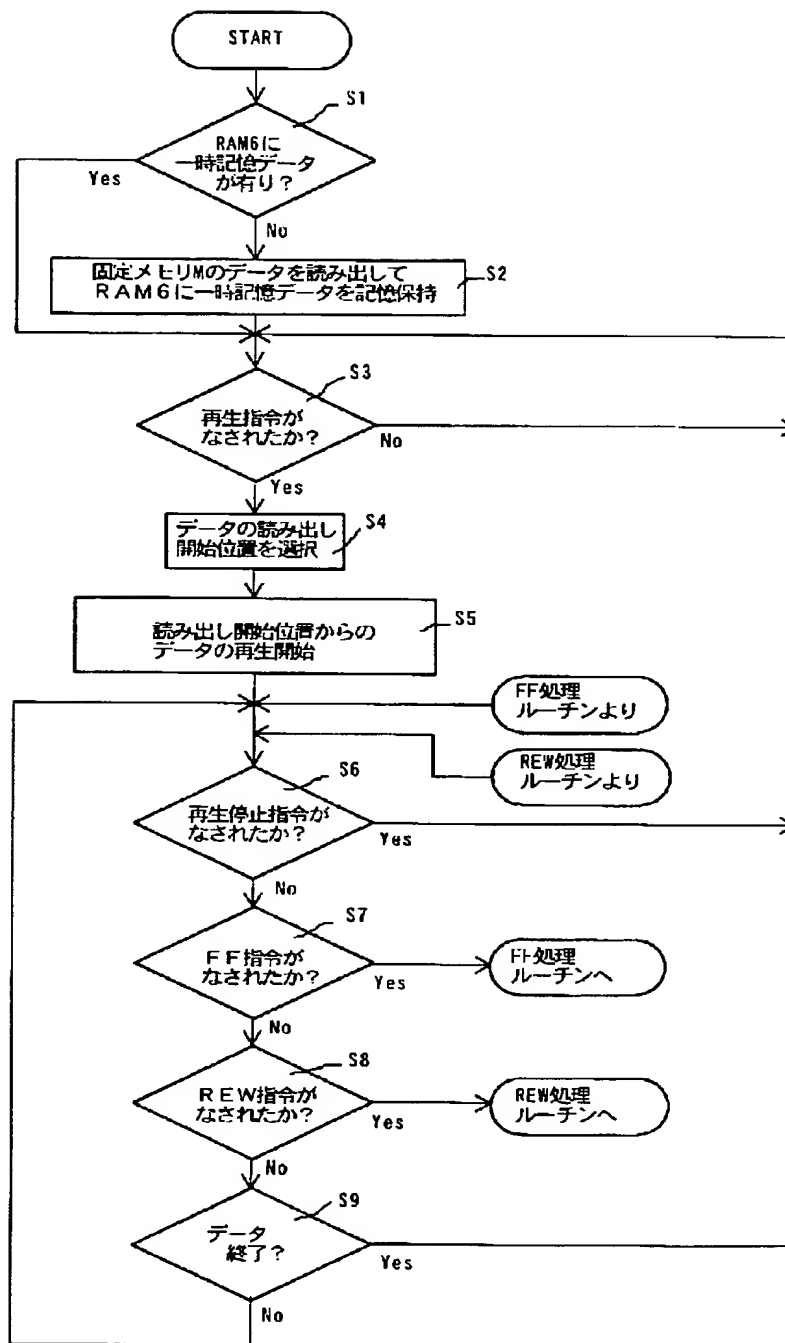 START
S1
RAM6に
一時記憶データ
が有り？
Yes
No
固定メモリMのデータを読み出して
RAM6に一時記憶データを記憶保持
S2
S3
再生指令が
なされたか？
No
Yes
データの読み出し
開始位置を選択
S4
読み出し開始位置からの
データの再生開始
S5
FF処理
ルーチンより
REW処理
ルーチンより
S6
再生停止指令が
なされたか？
Yes
No
S7
FF指令が
なされたか？
Yes
FF処理
ルーチンへ
No
S8
REW指令が
なされたか？
Yes
REW処理
ルーチンへ
No
S9
データ
終了？
Yes
No